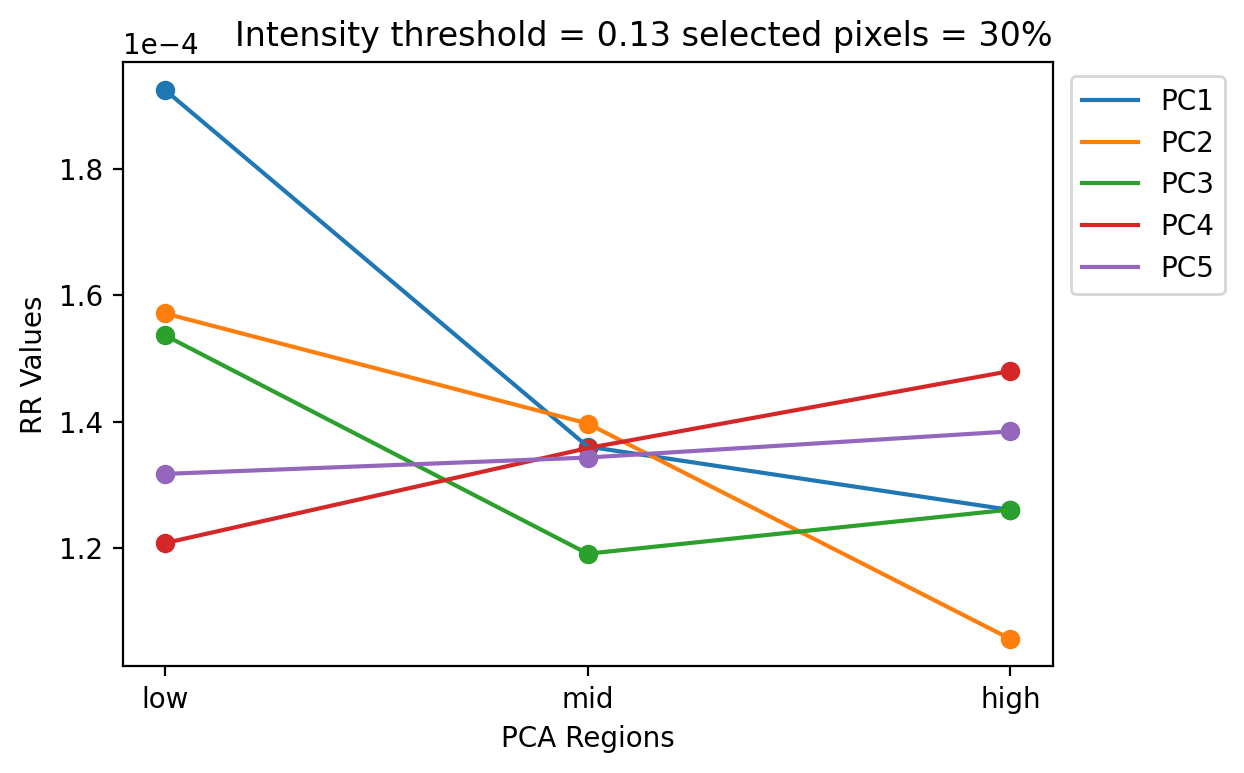 Intensity threshold = 0.13 selected pixels = 30%
1e−4
1.8
1.6
1.4
1.2
RR Values
low
mid
high
PCA Regions
PC1
PC2
PC3
PC4
PC5